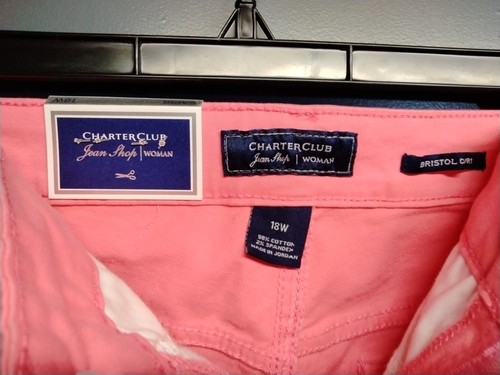 CHARTER CLUB
Jean Shop | WOMAN
CHARTER CLUB
Jean Shop | WOMAN
BRISTOL
18W
98% COTTON
2% SPANDEX
MADE IN JORDAN